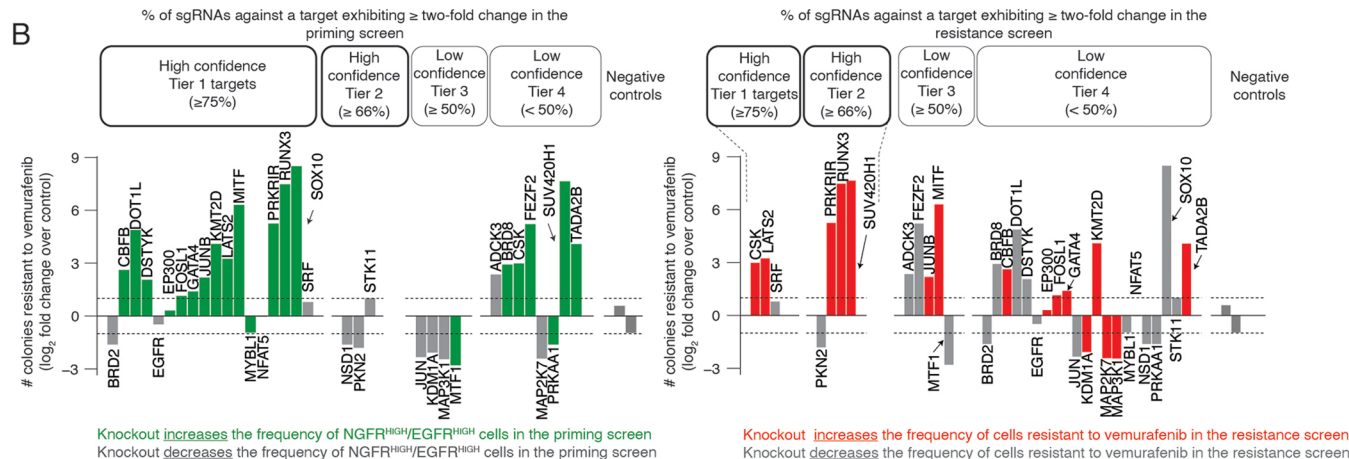 B
% of sgRNAs against a target exhibiting ≥ two-fold change in the
priming screen
High confidence
Tier 1 targets
(≥75%)
High
confidence
Tier 2
(≥ 66%)
Low
confidence
Tier 3
(≥ 50%)
Low
confidence
Tier 4
(< 50%)
Negative
controls
# colonies resistant to vemurafenib
(log2 fold change over control)
9
6
3
0
−3
BRD2
CBFB
DOT1L
DSTYK
EGFR
EP300
FOSL1
GATA4
JUNB
KMT2D
LATS2
MITF
MYBL1
NFAT5
PRKRIR
RUNX3
SOX10
SRF
NSD1
PKN2
STK11
JUN
KDM1A
MAP3K1
MTF1
ADCK3
BRD8
CSK
FEZF2
MAP2K7
PRKAA1
SUV420H1
TADA2B
Knockout increases the frequency of NGFRHIGH/EGFRHIGH cells in the priming screen
Knockout decreases the frequency of NGFRHIGH/EGFRHIGH cells in the priming screen
% of sgRNAs against a target exhibiting ≥ two-fold change in the
resistance screen
High
confidence
Tier 1 targets
(≥75%)
High
confidence
Tier 2
(≥ 66%)
Low
confidence
Tier 3
(≥ 50%)
Low confidence
Tier 4
(< 50%)
Negative
controls
# colonies resistant to vemurafenib
(log2 fold change over control)
9
6
3
0
−3
CSK
LATS2
SRF
PKN2
PRKRIR
RUNX3
SUV420H1
ADCK3
FEZF2
JUNB
MITF
MTF1
BRD2
BRD8
CBFB
DOT1L
DSTYK
EGFR
EP300
FOSL1
GATA4
JUN
KDM1A
KMT2D
MAP2K7
MAP3K1
MYBL1
NFAT5
NSD1
PRKAA1
SOX10
STK11
TADA2B
Knockout increases the frequency of cells resistant to vemurafenib in the resistance screen
Knockout decreases the frequency of cells resistant to vemurafenib in the resistance screen